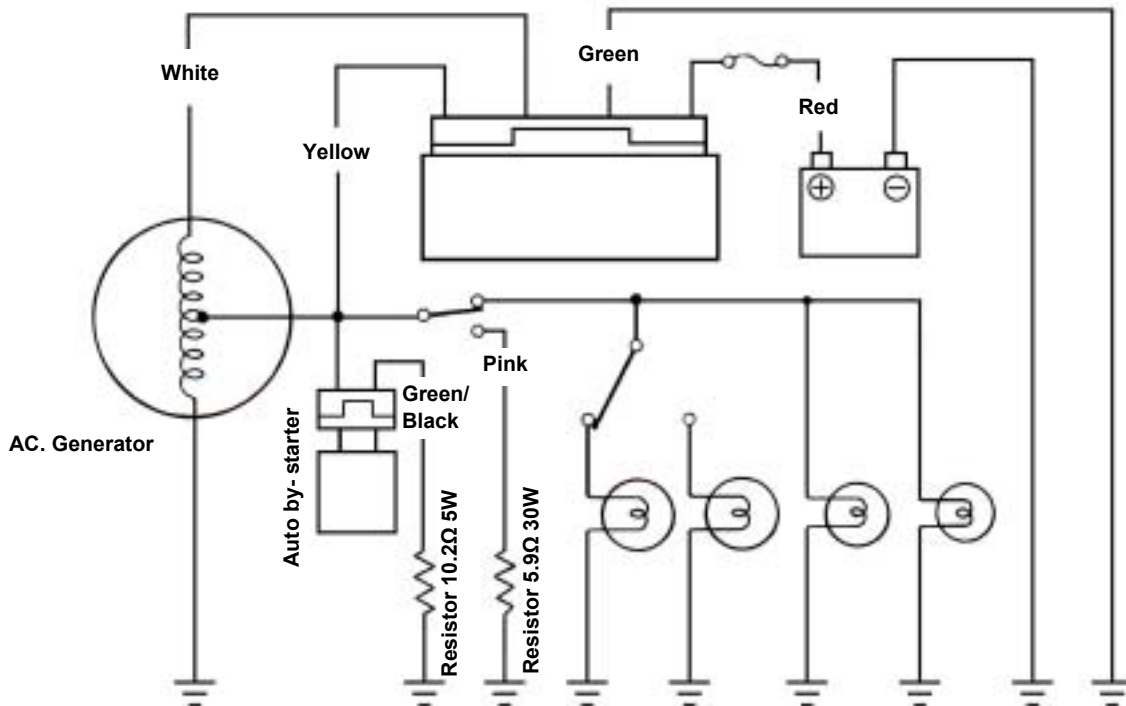 White
Green
Red
Yellow
Pink
Green/
Black
AC. Generator
Auto by- starter
Resistor 10.2Ω 5W
Resistor 5.9Ω 30W